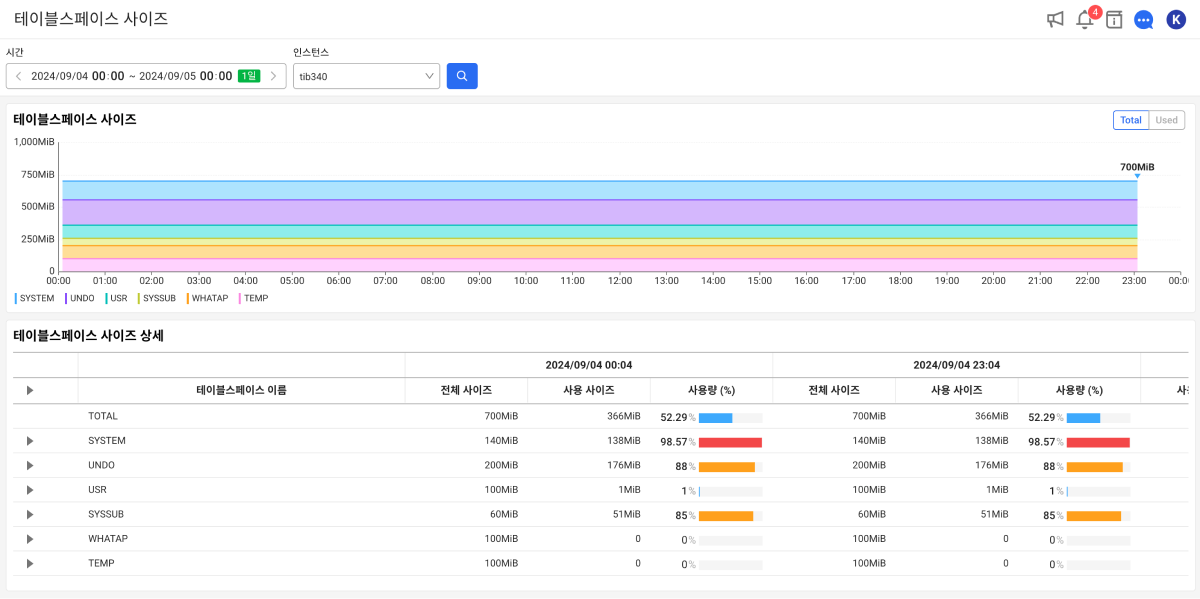 테이블스페이스 사이즈
4
K
시간
인스턴스
2024/09/04 00:00 ~ 2024/09/05 00:00 1일
tib340
테이블스페이스 사이즈
Total Used
1,000MiB
750MiB
500MiB
250MiB
0
700MiB
00:00 01:00 02:00 03:00 04:00 05:00 06:00 07:00 08:00 09:00 10:00 11:00 12:00 13:00 14:00 15:00 16:00 17:00 18:00 19:00 20:00 21:00 22:00 23:00 00:0
SYSTEM UNDO USR SYSSUB WHATAP TEMP
테이블스페이스 사이즈 상세
2024/09/04 00:04 2024/09/04 23:04
테이블스페이스 이름 전체 사이즈 사용 사이즈 사용량 (%) 전체 사이즈 사용 사이즈 사용량 (%) 사
TOTAL 700MiB 366MiB 52.29% 700MiB 366MiB 52.29%
SYSTEM 140MiB 138MiB 98.57% 140MiB 138MiB 98.57%
UNDO 200MiB 176MiB 88% 200MiB 176MiB 88%
USR 100MiB 1MiB 1% 100MiB 1MiB 1%
SYSSUB 60MiB 51MiB 85% 60MiB 51MiB 85%
WHATAP 100MiB 0 0% 100MiB 0 0%
TEMP 100MiB 0 0% 100MiB 0 0%